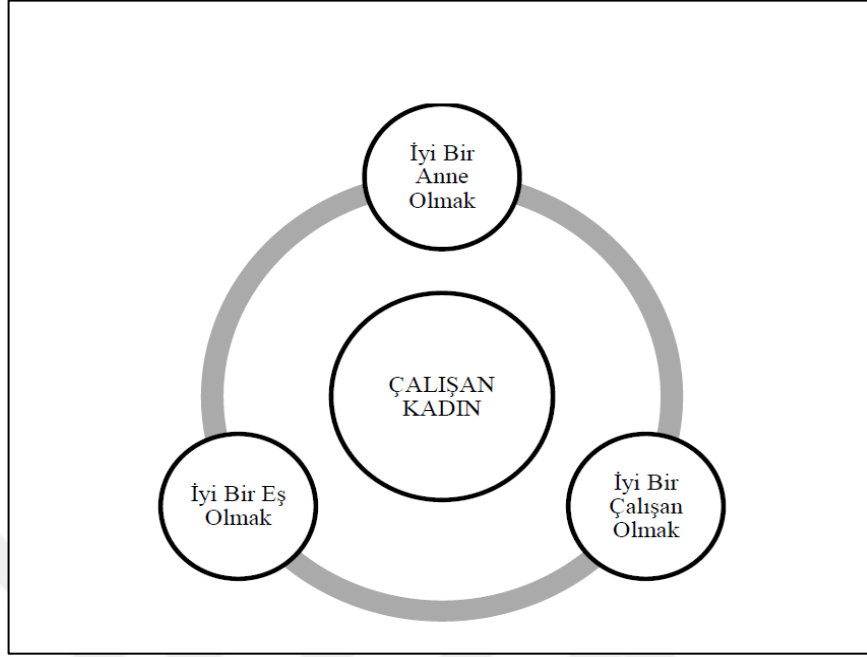 İyi Bir
Anne
Olmak
ÇALIŞAN
KADIN
İyi Bir Eş
Olmak
İyi Bir
Çalışan
Olmak